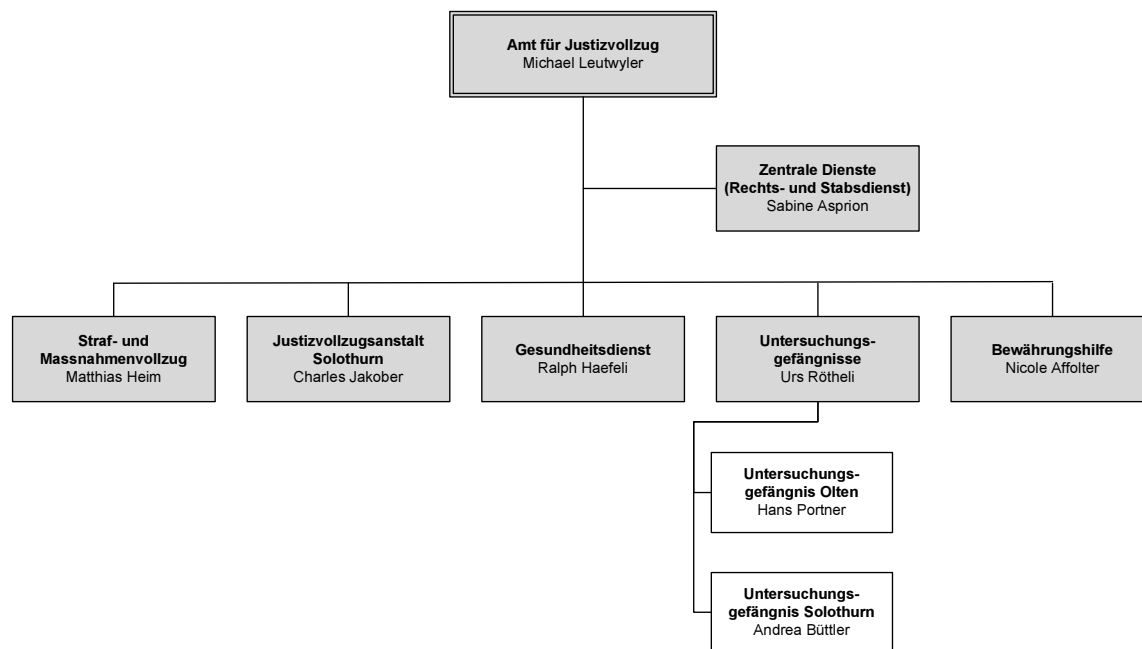 Amt für Justizvollzug
Michael Leutwyler
Zentrale Dienste
(Rechts- und Stabsdienst)
Sabine Asprion
Straf- und
Massnahmenvollzug
Matthias Heim
Justizvollzugsanstalt
Solothurn
Charles Jakober
Gesundheitsdienst
Ralph Haefeli
Untersuchungs-
gefängnisse
Urs Rötheli
Bewährungshilfe
Nicole Affolter
Untersuchungs-
gefängnis Olten
Hans Portner
Untersuchungs-
gefängnis Solothurn
Andrea Büttler